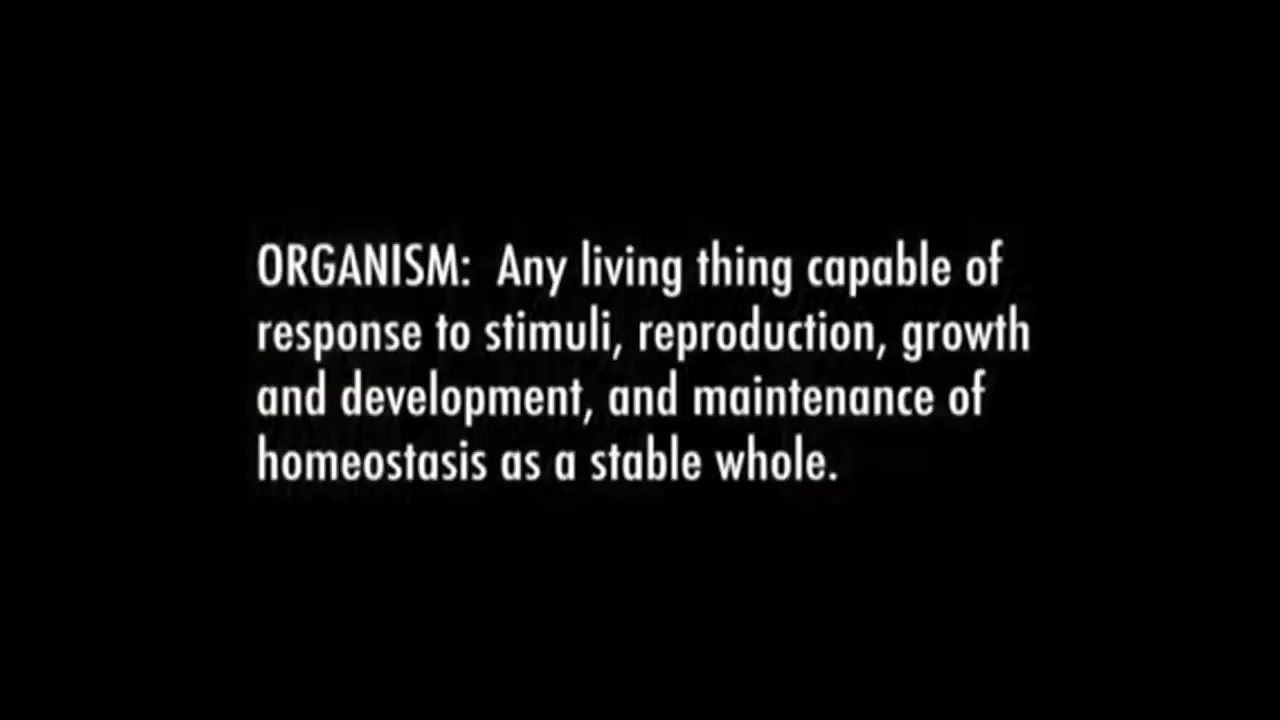 ORGANISM:  Any living thing capable of
response to stimuli, reproduction, growth
and development, and maintenance of
homeostasis as a stable whole.